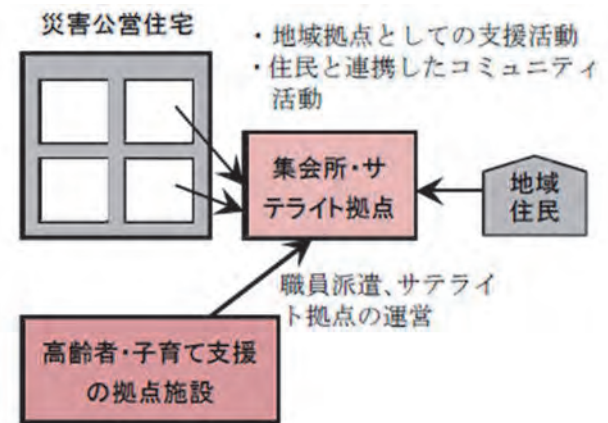 災害公営住宅
・地域拠点としての支援活動
・住民と連携したコミュニティ
活動
集会所・サ
テライト拠点
地域
住民
職員派遣、サテライ
ト拠点の運営
高齢者・子育て支援
の拠点施設